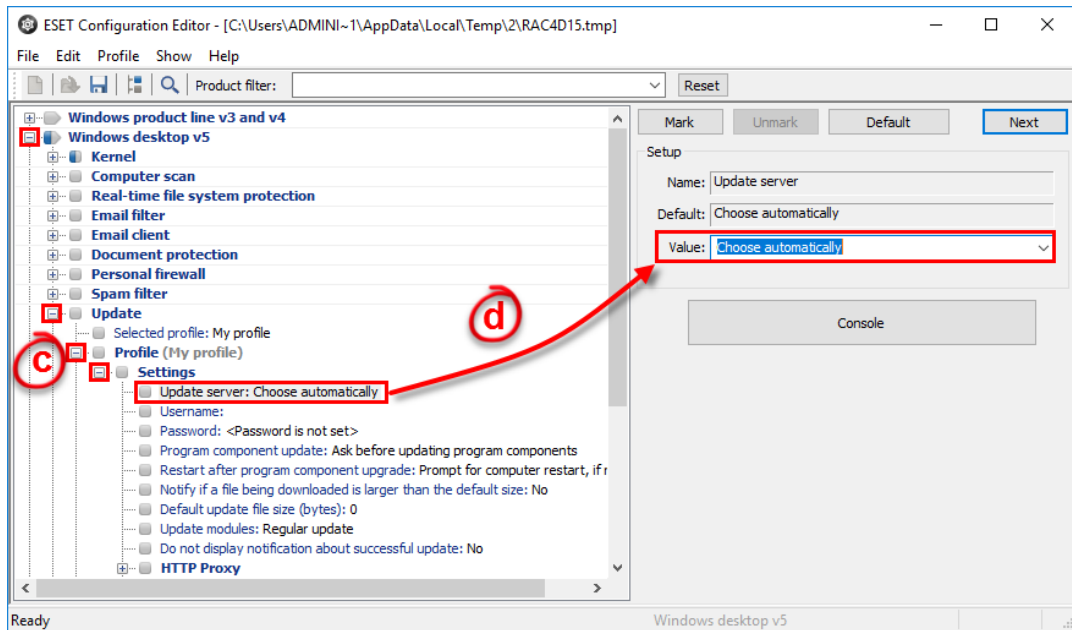 ESET Configuration Editor - [C:\Users\ADMINI~1\AppData\Local\Temp\2\RAC4D15.tmp]
File Edit Profile Show Help
Product filter: Reset
Windows product line v3 and v4
Windows desktop v5
Kernel
Computer scan
Real-time file system protection
Email filter
Email client
Document protection
Personal firewall
Spam filter
Update
Selected profile: My profile
Profile (My profile)
Settings
Update server: Choose automatically
Username:
Password: <Password is not set>
Program component update: Ask before updating program components
Restart after program component upgrade: Prompt for computer restart, if r
Notify if a file being downloaded is larger than the default size: No
Default update file size (bytes): 0
Update modules: Regular update
Do not display notification about successful update: No
HTTP Proxy
c
d
Mark Unmark Default Next
Setup
Name: Update server
Default: Choose automatically
Value: Choose automatically
Console
Ready
Windows desktop v5